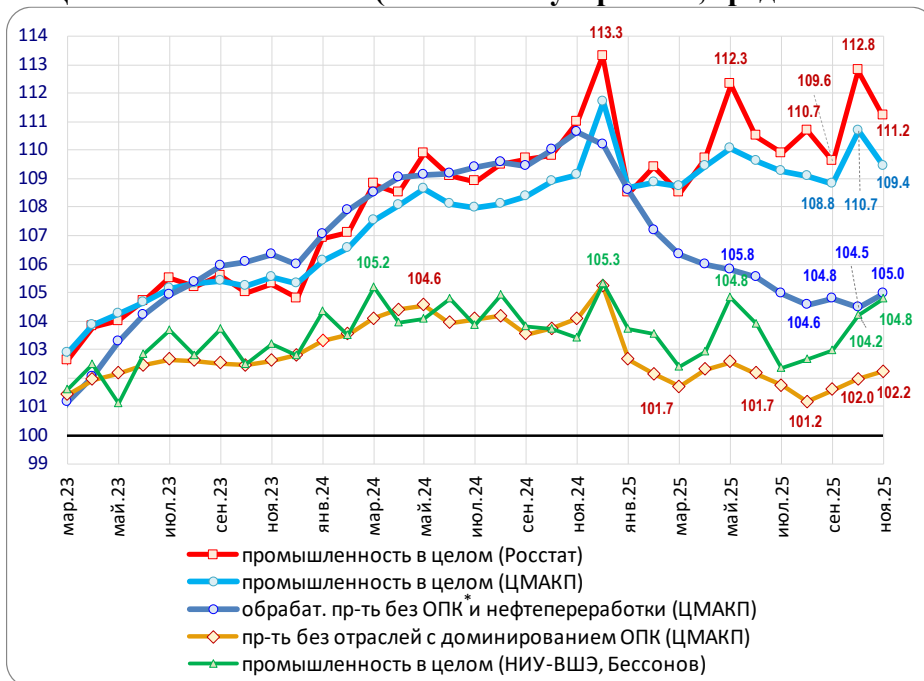 114
113
112
111
110
109
108
107
106
105
104
103
102
101
100
99
113.3
112.3
109.6
112.8
110.7
111.2
109.4
108.8
110.7
105.2
104.6
105.3
105.8
104.8
104.8
104.5
105.0
104.6
104.8
104.2
101.7
101.7
101.2
102.0
102.2
мар.23
май.23
июл.23
сен.23
ноя.23
янв.24
мар.24
май.24
июл.24
сен.24
ноя.24
янв.25
мар.25
май.25
июл.25
сен.25
ноя.25
промышленность в целом (Росстат)
промышленность в целом (ЦМАКП)
обрабат. пр-ть без ОПК* и нефтепереработки (ЦМАКП)
пр-ть без отраслей с доминированием ОПК (ЦМАКП)
промышленность в целом (НИУ-ВШЭ, Бессонов)